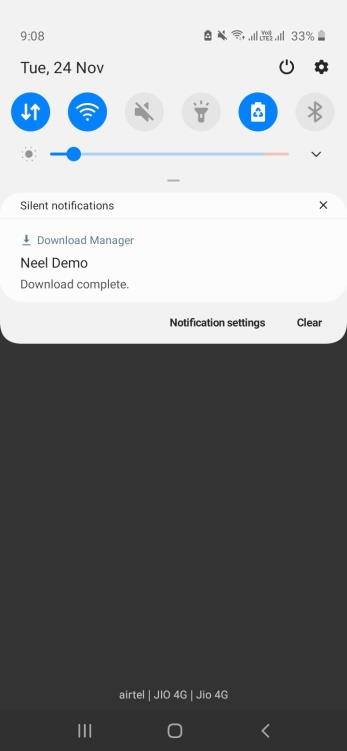 9:08
Vo)) LTE2 33%
Tue, 24 Nov
Silent notifications
Download Manager
Neel Demo
Download complete.
Notification settings Clear
airtel | JIO 4G | Jio 4G